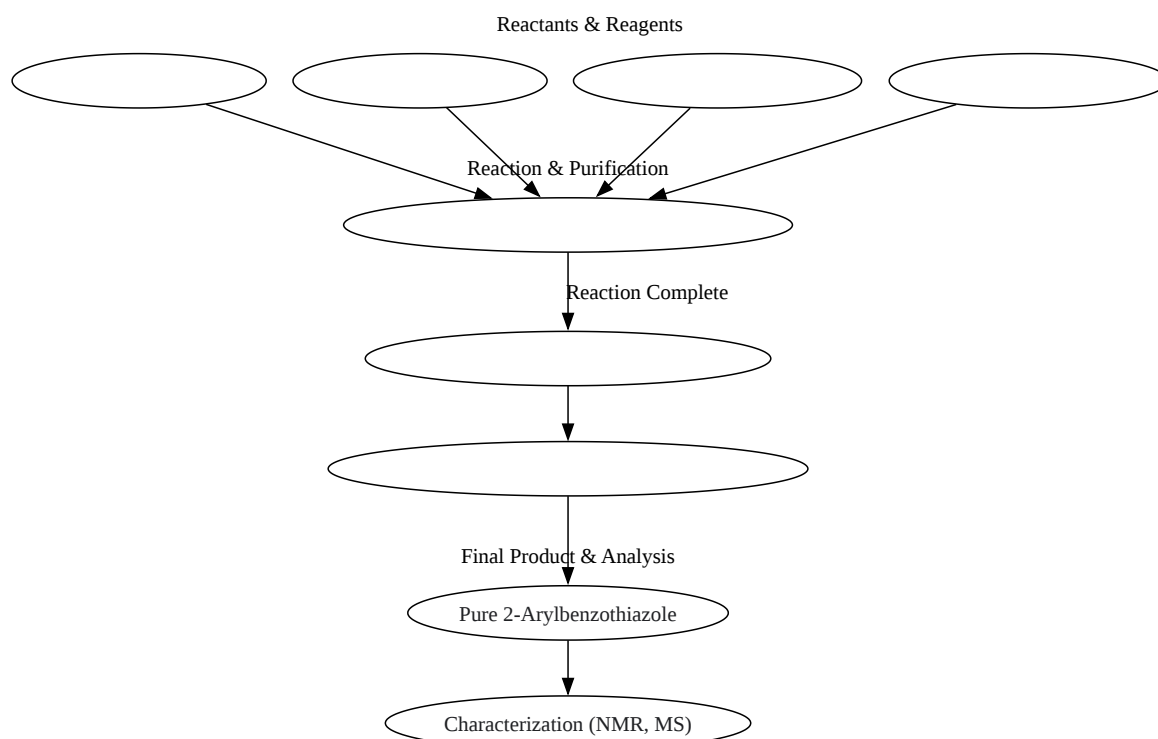 Reactants & Reagents
Reaction & Purification
Reaction Complete
Final Product & Analysis
Pure 2-Arylbenzothiazole
Characterization (NMR, MS)